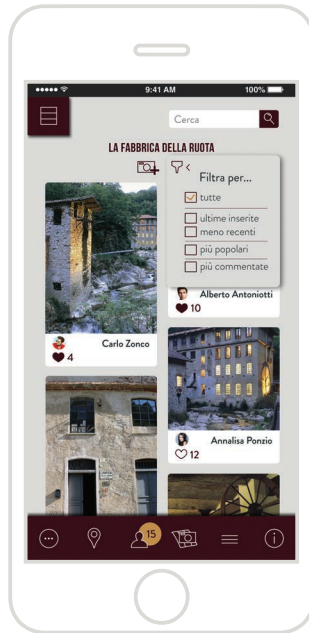 9:41 AM
100%
Cerca
LA FABBRICA DELLA RUOTA
Filtra per...
tutte
ultime inserite
meno recenti
più popolari
più commentate
Alberto Antoniotti
10
Carlo Zonco
4
Annalisa Ponzio
12
15